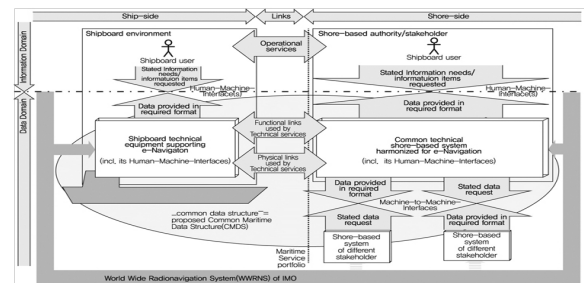 Ship-side
Links
Shore-side
Information Domain
Data Domain
Shipboard environment
Shipboard user
Stated Information
needs/
informatuion items
requested
Human-Machine-
Interface(s)
Data provided in
required format
Shipboard technical
equipment supporting
e-Navigaton
(incl, its Human-Machine-Interfaces)
Operational
services
Functional links
used by
Technical services
Physical links
used by
Technical services
Shore-based authority/stakeholder
Shipboard user
Stated Information needs/
information items
requested
Human-Machine-
Interface(s)
Data provided in
required format
Common technical
shore-based system
harmonized for e-Navigation
(incl, its Human-Machine-Interfaces)
Data provided
in required
format
Stated data
request
Machine-to-Machine-
Interfaces
Stated data
request
Data provided in
required format
Shore-based
system
of different
stakeholder
Shore-based
system
of different
stakeholder
Maritime
Service
portfolio
„common data structure"=
proposed Common Maritime
Data Structure(CMDS)
World Wide Radionavigation System(WWRNS) of IMO